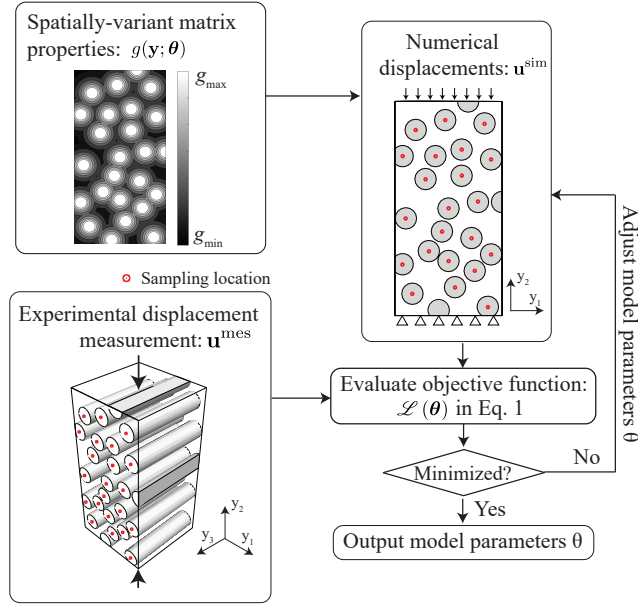 Spatially-variant matrix
properties: g(y; θ)
g_max
g_min
Sampling location
Experimental displacement
measurement: u^mes
y_2
y_3
y_1
Numerical
displacements: u^sim
y_2
y_1
Evaluate objective function:
ℒ (θ) in Eq. 1
Minimized?
No
Yes
Output model parameters θ
Adjust model parameters θ